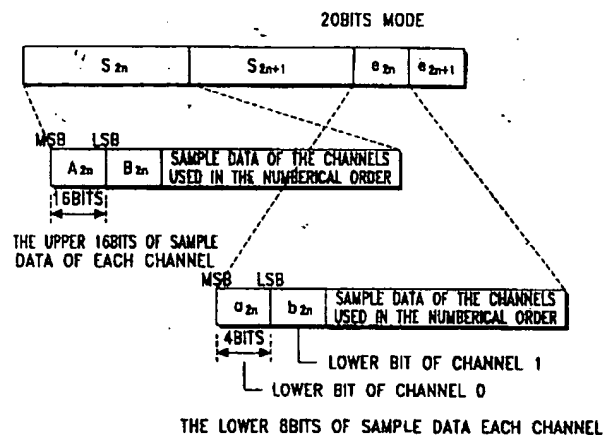 20BITS MODE
S2n S2n+1 e2n e2n+1
MSB LSB
A2n B2n SAMPLE DATA OF THE CHANNELS
USED IN THE NUMBERICAL ORDER
16BITS
THE UPPER 16BITS OF SAMPLE
DATA OF EACH CHANNEL
MSB LSB
a2n b2n SAMPLE DATA OF THE CHANNELS
USED IN THE NUMBERICAL ORDER
4BITS
LOWER BIT OF CHANNEL 1
LOWER BIT OF CHANNEL 0
THE LOWER 8BITS OF SAMPLE DATA EACH CHANNEL